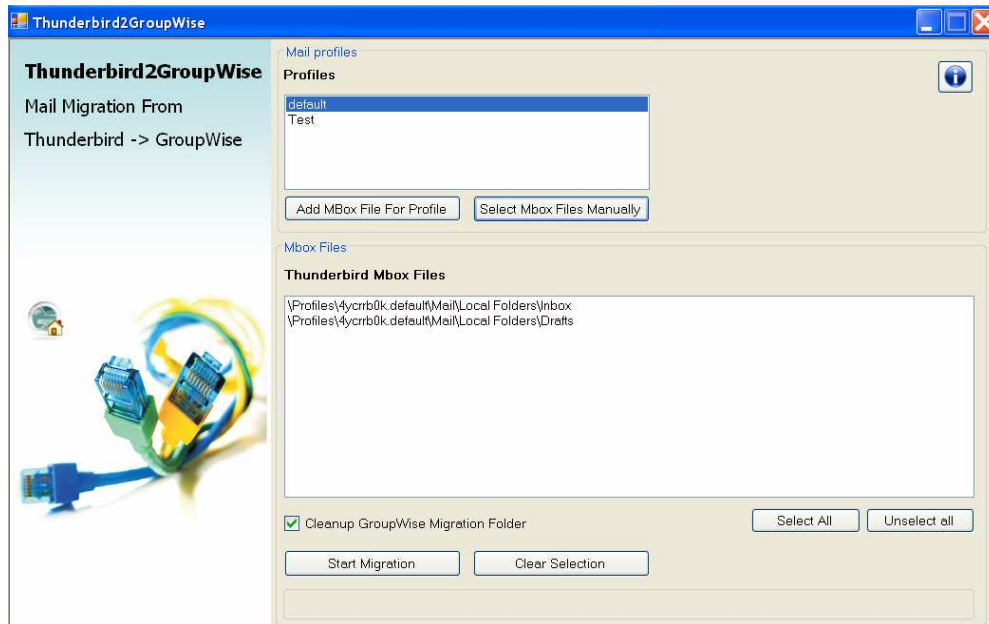 Thunderbird2GroupWise
Thunderbird2GroupWise
Mail Migration From
Thunderbird -> GroupWise
Mail profiles
Profiles
default
Test
Add MBox File For Profile
Select Mbox Files Manually
Mbox Files
Thunderbird Mbox Files
\Profiles\4ycrrb0k.default\Mail\Local Folders\Inbox
\Profiles\4ycrrb0k.default\Mail\Local Folders\Drafts
Cleanup GroupWise Migration Folder
Select All
Unselect all
Start Migration
Clear Selection